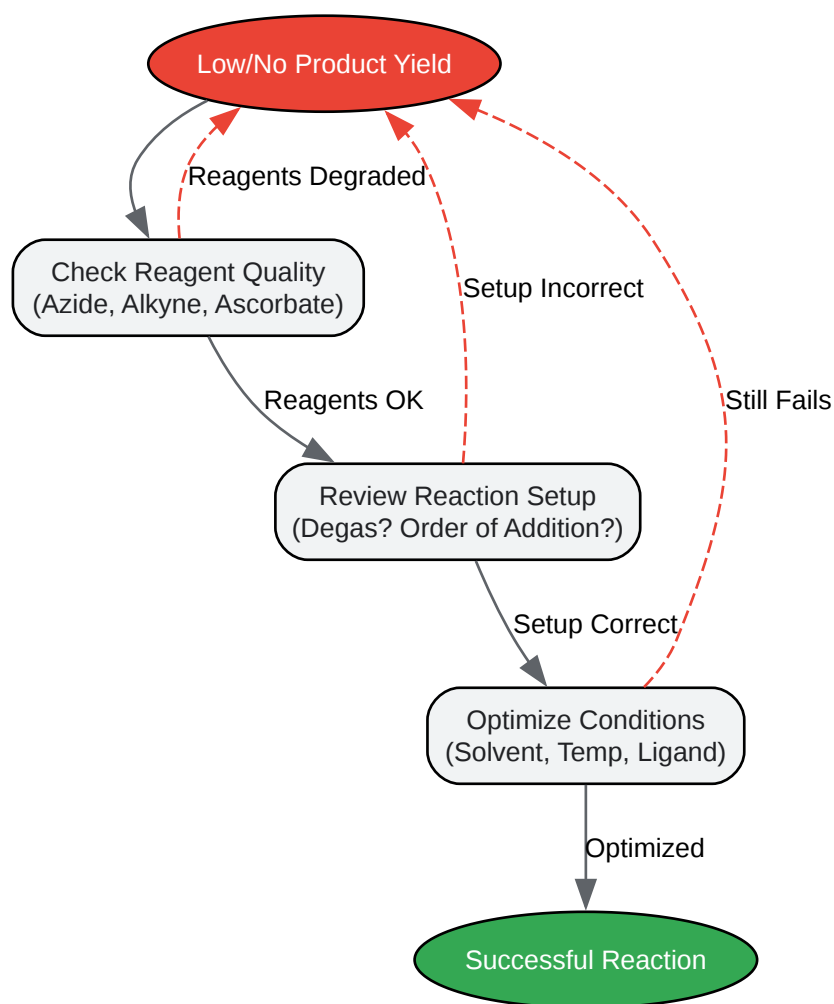 Low/No Product Yield
Reagents Degraded
Check Reagent Quality
(Azide, Alkyne, Ascorbate)
Setup Incorrect
Reagents OK
Still Fails
Review Reaction Setup
(Degas? Order of Addition?)
Setup Correct
Optimize Conditions
(Solvent, Temp, Ligand)
Optimized
Successful Reaction